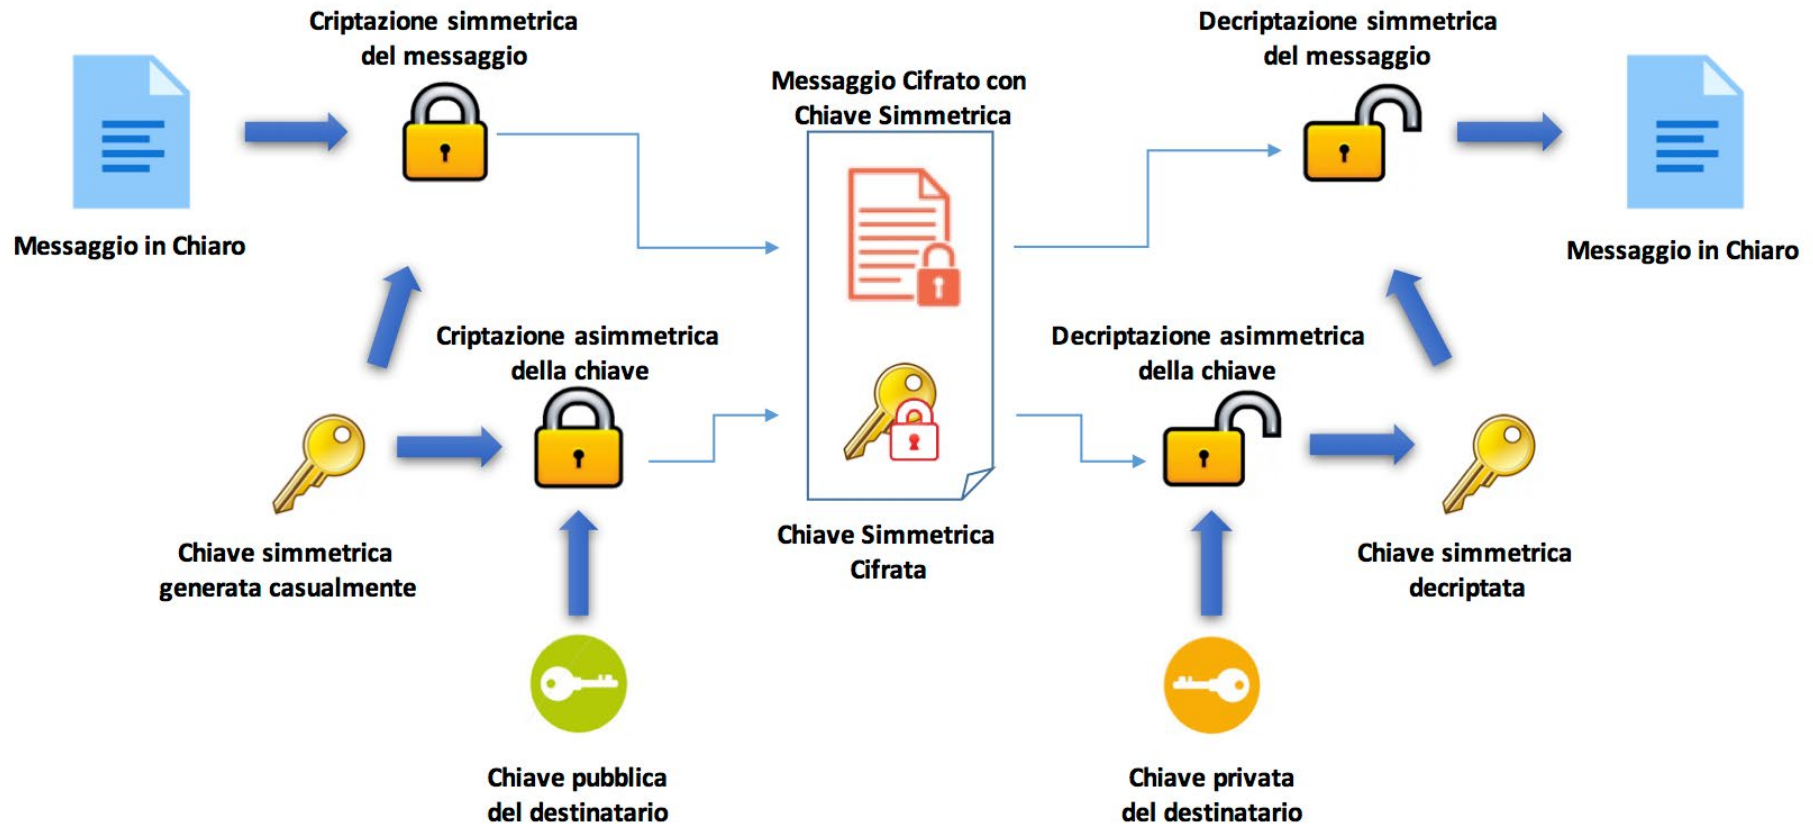 Criptazione simmetrica
del messaggio
Decriptazione simmetrica
del messaggio
Messaggio Cifrato con
Chiave Simmetrica
Messaggio in Chiaro
Messaggio in Chiaro
Criptazione asimmetrica
della chiave
Decriptazione asimmetrica
della chiave
Chiave simmetrica
generata casualmente
Chiave Simmetrica
Cifrata
Chiave simmetrica
decriptata
Chiave pubblica
del destinatario
Chiave privata
del destinatario